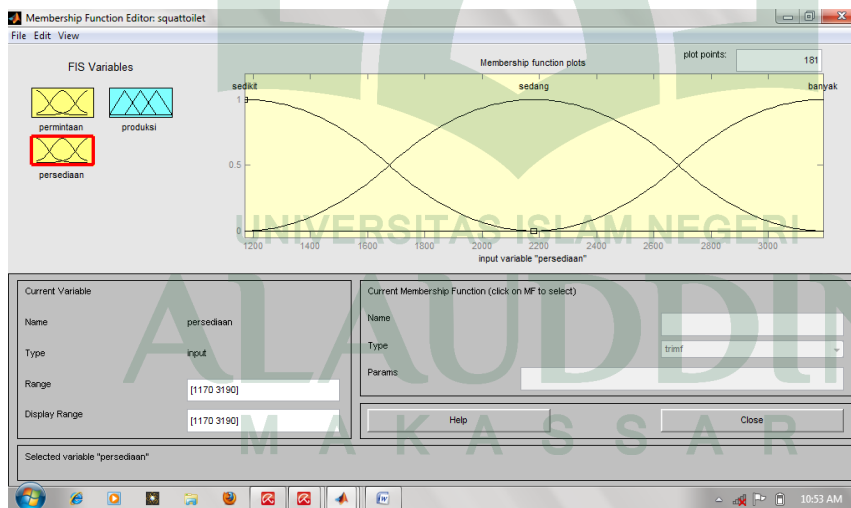 Membership Function Editor: squattoilet
File Edit View
FIS Variables
permintaan
produksi
persediaan
Membership function plots
plot points:
181
sedikit
sedang
banyak
1
0.5
0
1200 1400 1600 1800 2000 2200 2400 2600 2800 3000
input variable "persediaan"
UNIVERSITAS ISLAM NEGERI
ALAUDDIN
MAKASSAR
Current Variable
Name
persediaan
Type
input
Range
[1170 3190]
Display Range
[1170 3190]
Current Membership Function (click on MF to select)
Name
Type
trimf
Params
Help
Close
Selected variable "persediaan"
10:53 AM